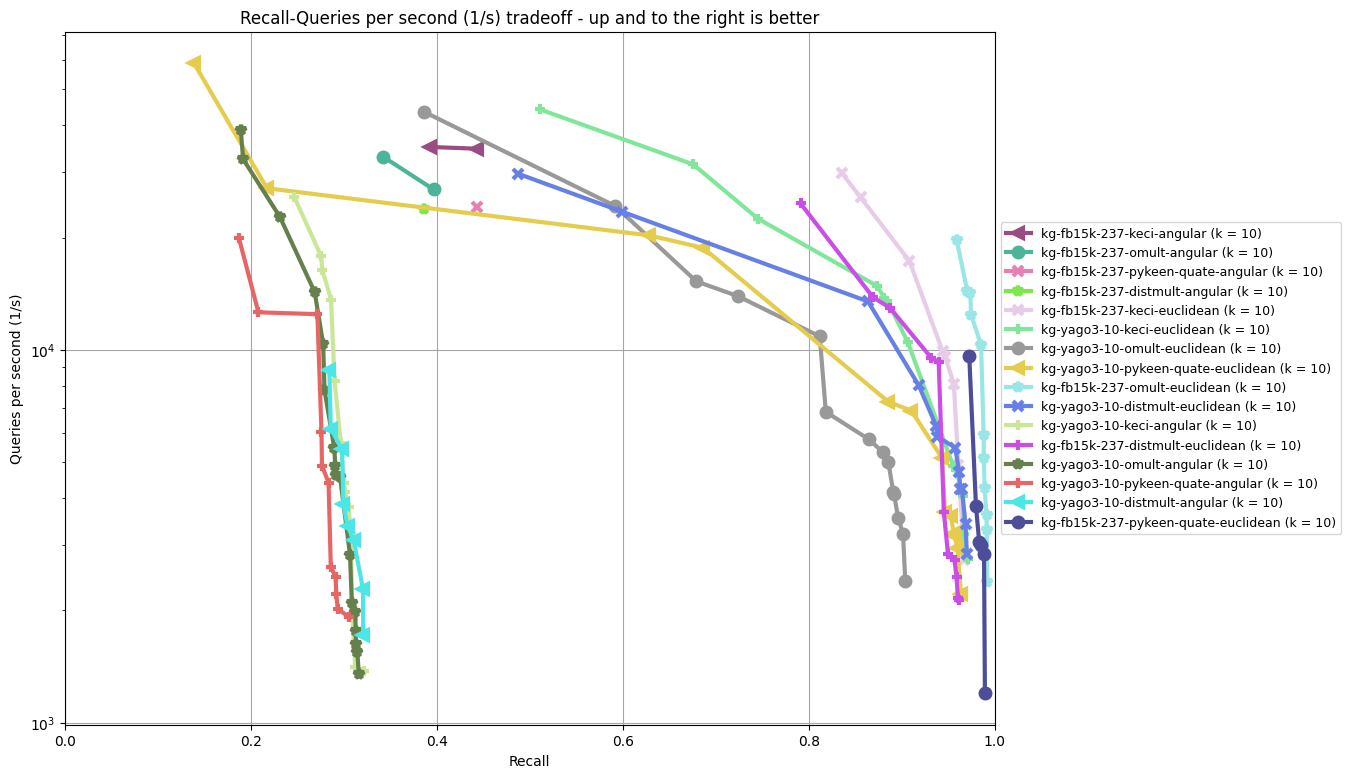 Recall-Queries per second (1/s) tradeoff - up and to the right is better
Queries per second (1/s)
10^4
10^3
0.0 0.2 0.4 0.6 0.8 1.0
Recall
kg-fb15k-237-keci-angular (k = 10)
kg-fb15k-237-omult-angular (k = 10)
kg-fb15k-237-pykeen-quate-angular (k = 10)
kg-fb15k-237-distmult-angular (k = 10)
kg-fb15k-237-keci-euclidean (k = 10)
kg-yago3-10-keci-euclidean (k = 10)
kg-yago3-10-omult-euclidean (k = 10)
kg-yago3-10-pykeen-quate-euclidean (k = 10)
kg-fb15k-237-omult-euclidean (k = 10)
kg-yago3-10-distmult-euclidean (k = 10)
kg-yago3-10-keci-angular (k = 10)
kg-fb15k-237-distmult-euclidean (k = 10)
kg-yago3-10-omult-angular (k = 10)
kg-yago3-10-pykeen-quate-angular (k = 10)
kg-yago3-10-distmult-angular (k = 10)
kg-fb15k-237-pykeen-quate-euclidean (k = 10)